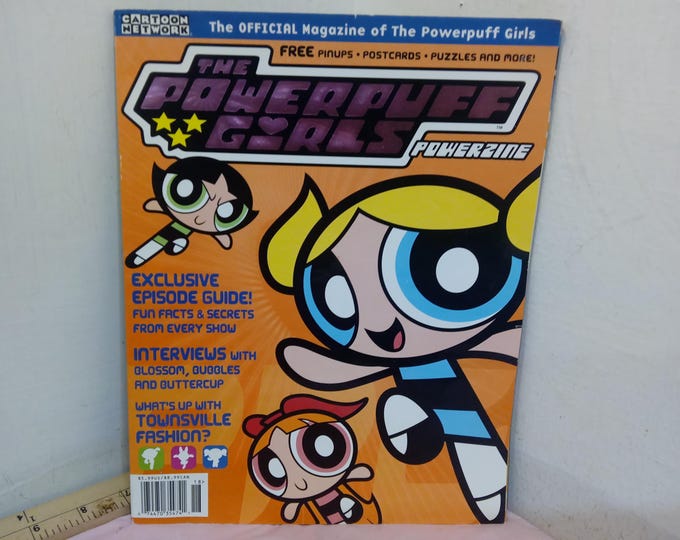 CARTOON NETWORK
The OFFICIAL Magazine of The Powerpuff Girls
FREE PINUPS • POSTCARDS • PUZZLES AND MORE!
THE
POWERPUFF
GIRLS
TM
POWERZINE
EXCLUSIVE
EPISODE GUIDE!
FUN FACTS & SECRETS
FROM EVERY SHOW
INTERVIEWS WITH
BLOSSOM, BUBBLES
AND BUTTERCUP
WHAT'S UP WITH
TOWNSVILLE
FASHION?
18>